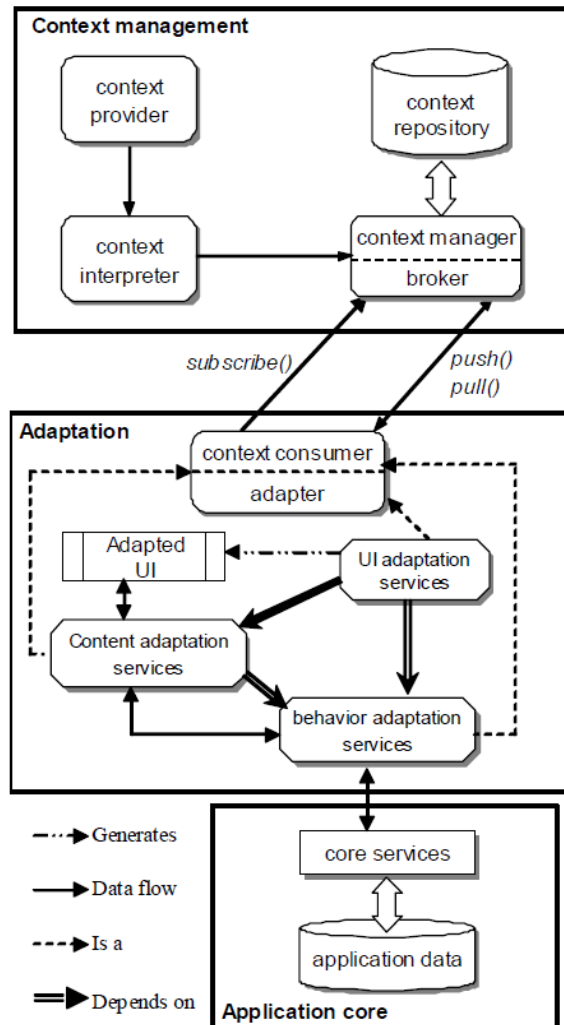 Context management
context
provider
context
repository
context
interpreter
context manager
broker
subscribe()
push()
pull()
Adaptation
context consumer
adapter
Adapted
UI
UI adaptation
services
Content adaptation
services
behavior adaptation
services
Generates
Data flow
Is a
Depends on
core services
application data
Application core